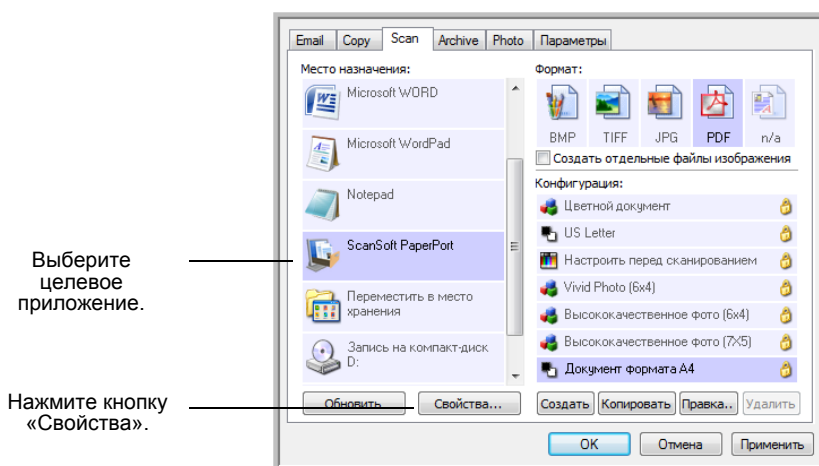 Email Copy Scan Archive Photo Параметры
Место назначения:
Microsoft WORD
Microsoft WordPad
Notepad
ScanSoft PaperPort
Переместить в место
хранения
Запись на компакт-диск
D:
Обновить Свойства...
Формат:
BMP TIFF JPG PDF n/a
Создать отдельные файлы изображения
Конфигурация:
Цветной документ
US Letter
Настроить перед сканированием
Vivid Photo (6x4)
Высококачественное фото (6x4)
Высококачественное фото (7X5)
Документ формата A4
Создать Копировать Правка.. Удалить
OK Отмена Применить
Выберите
целевое
приложение.
Нажмите кнопку
«Свойства».